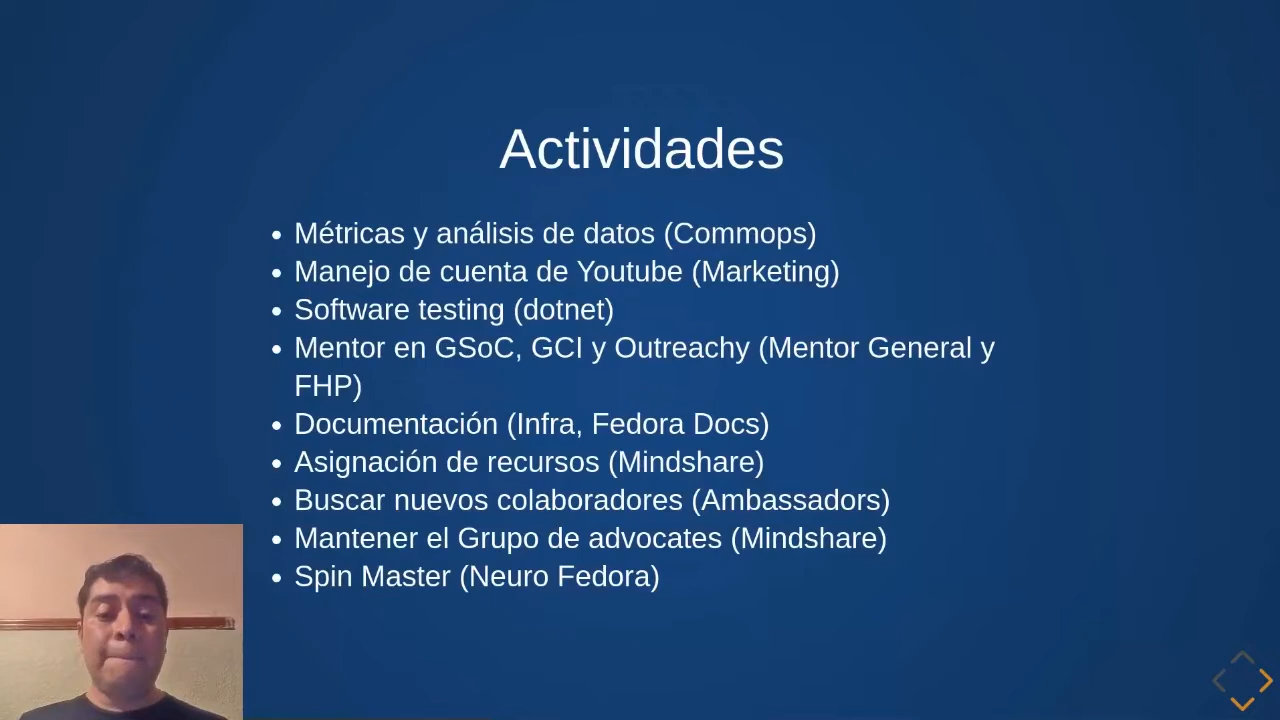 Actividades
• Métricas y análisis de datos (Commops)
• Manejo de cuenta de Youtube (Marketing)
• Software testing (dotnet)
• Mentor en GSoC, GCI y Outreachy (Mentor General y
FHP)
• Documentación (Infra, Fedora Docs)
• Asignación de recursos (Mindshare)
• Buscar nuevos colaboradores (Ambassadors)
• Mantener el Grupo de advocates (Mindshare)
• Spin Master (Neuro Fedora)